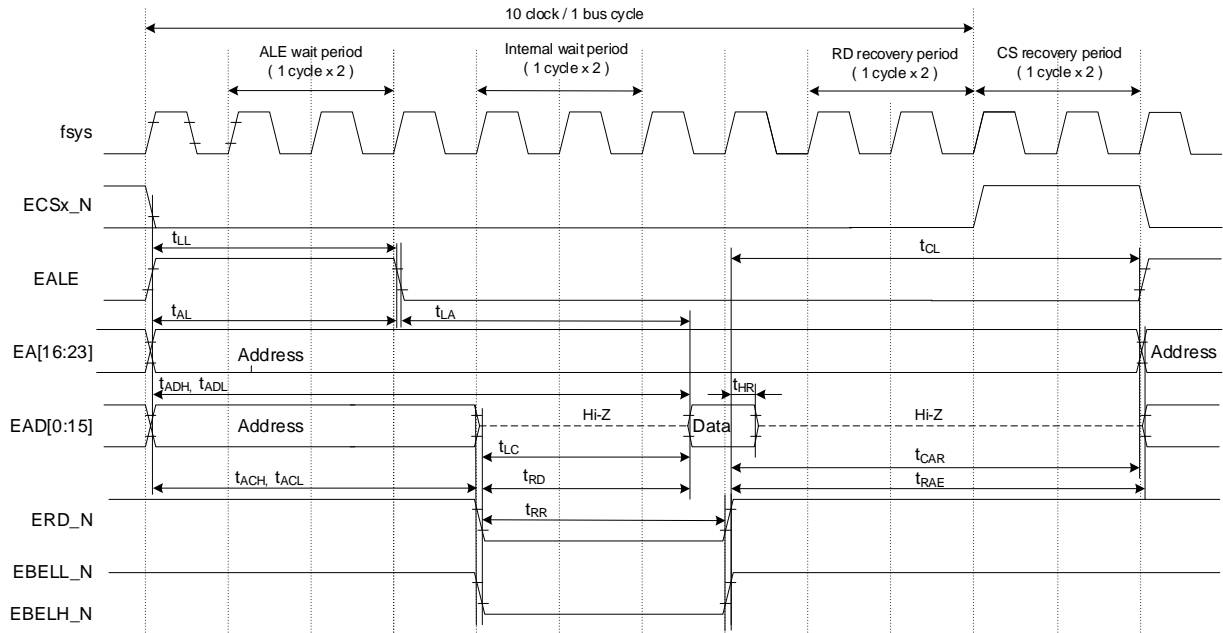 10 clock / 1 bus cycle
ALE wait period
( 1 cycle x 2 )
Internal wait period
( 1 cycle x 2 )
RD recovery period
( 1 cycle x 2 )
CS recovery period
( 1 cycle x 2 )
fsys
ECSx_N
tLL
tCL
EALE
tAL
tLA
EA[16:23]
Address
Address
tADH, tADL
tHR
EAD[0:15]
Address
Hi-Z
Data
Hi-Z
tLC
tCAR
tACH, tACL
tRD
tRAE
ERD_N
tRR
EBELL_N
EBELH_N